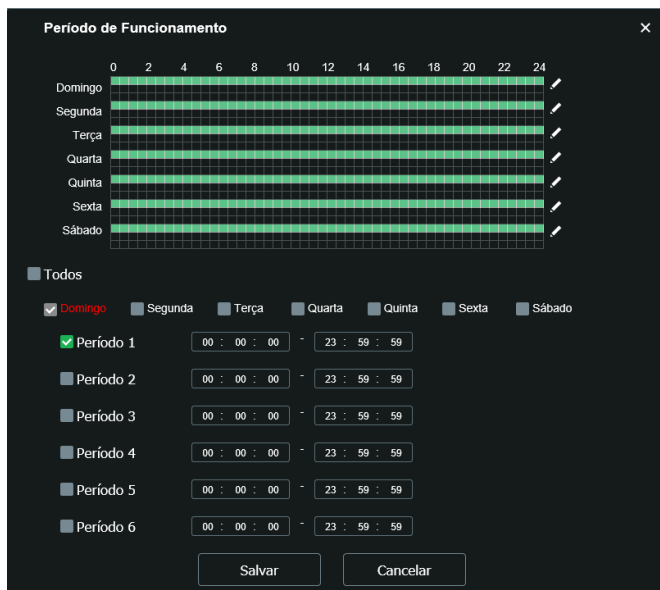 Período de Funcionamento ×
0 2 4 6 8 10 12 14 16 18 20 22 24
Domingo
Segunda
Terça
Quarta
Quinta
Sexta
Sábado
Todos
Domingo Segunda Terça Quarta Quinta Sexta Sábado
Período 1 00 : 00 : 00 - 23 : 59 : 59
Período 2 00 : 00 : 00 - 23 : 59 : 59
Período 3 00 : 00 : 00 - 23 : 59 : 59
Período 4 00 : 00 : 00 - 23 : 59 : 59
Período 5 00 : 00 : 00 - 23 : 59 : 59
Período 6 00 : 00 : 00 - 23 : 59 : 59
Salvar Cancelar